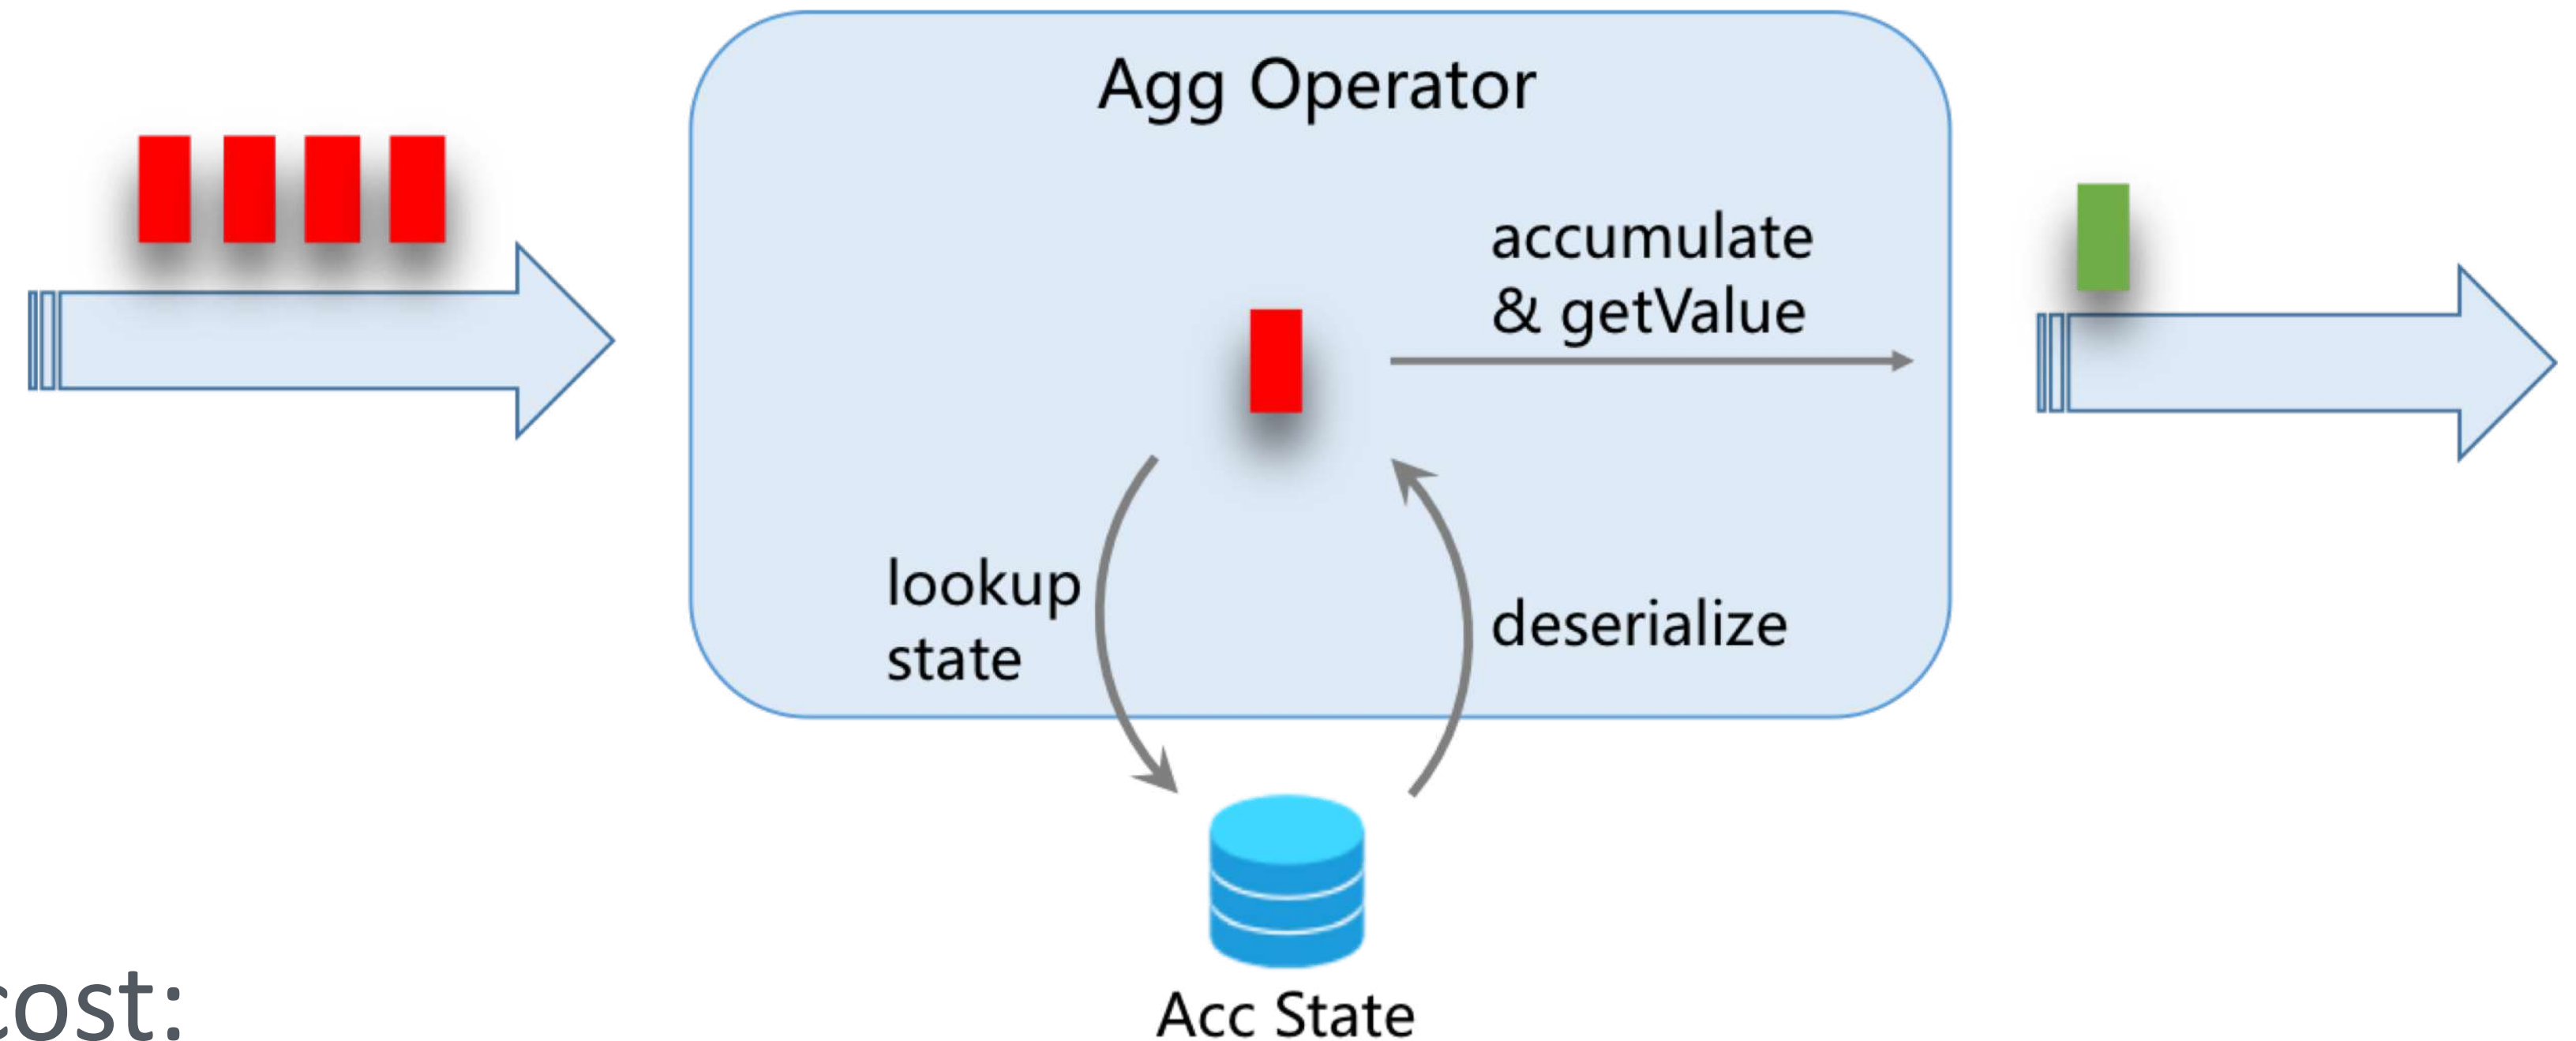 Agg Operator
accumulate
& getValue
lookup
state
deserialize
Acc State
cost: